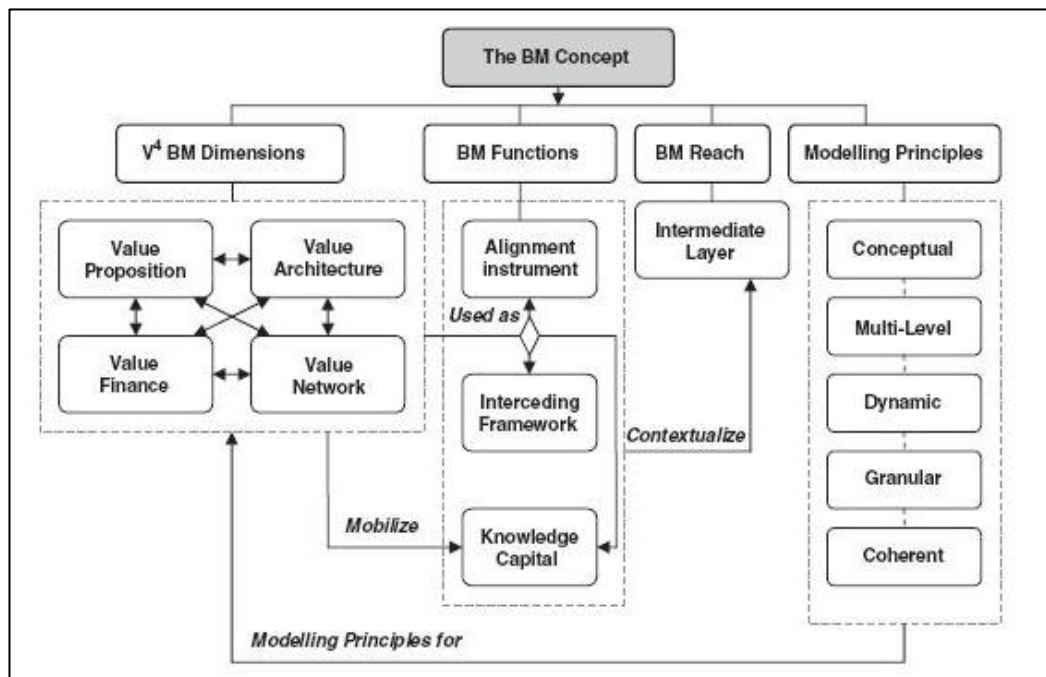 The BM Concept
V⁴ BM Dimensions
BM Functions
BM Reach
Modelling Principles
Value
Proposition
Value
Architecture
Value
Finance
Value
Network
Alignment
instrument
Used as
Interceding
Framework
Knowledge
Capital
Mobilize
Intermediate
Layer
Contextualize
Conceptual
Multi-Level
Dynamic
Granular
Coherent
Modelling Principles for